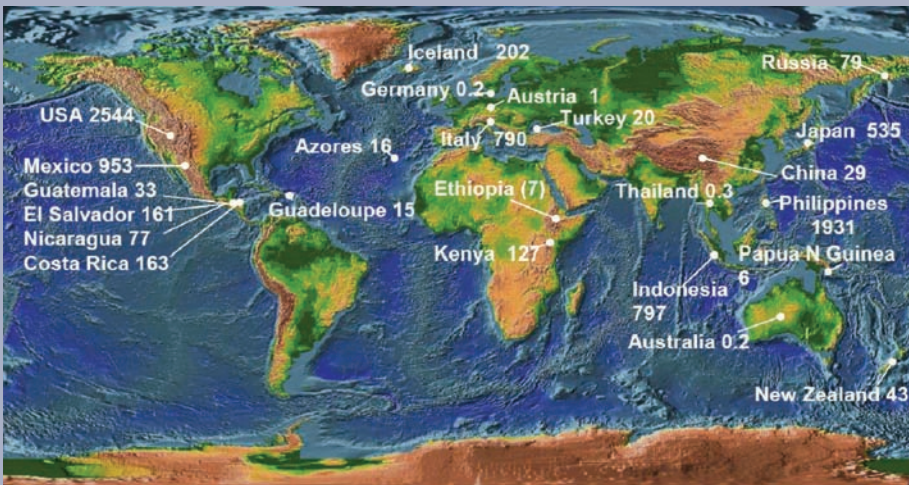 Iceland 202
Russia 79
Germany 0.2
Austria 1
USA 2544
Turkey 20
Italy 790
Japan 535
Azores 16
Mexico 953
China 29
Guatemala 33
Ethiopia (7)
Thailand 0.3
Philippines
1931
El Salvador 161
Guadeloupe 15
Nicaragua 77
Costa Rica 163
Kenya 127
Papua N Guinea
6
Indonesia
797
Australia 0.2
New Zealand 43